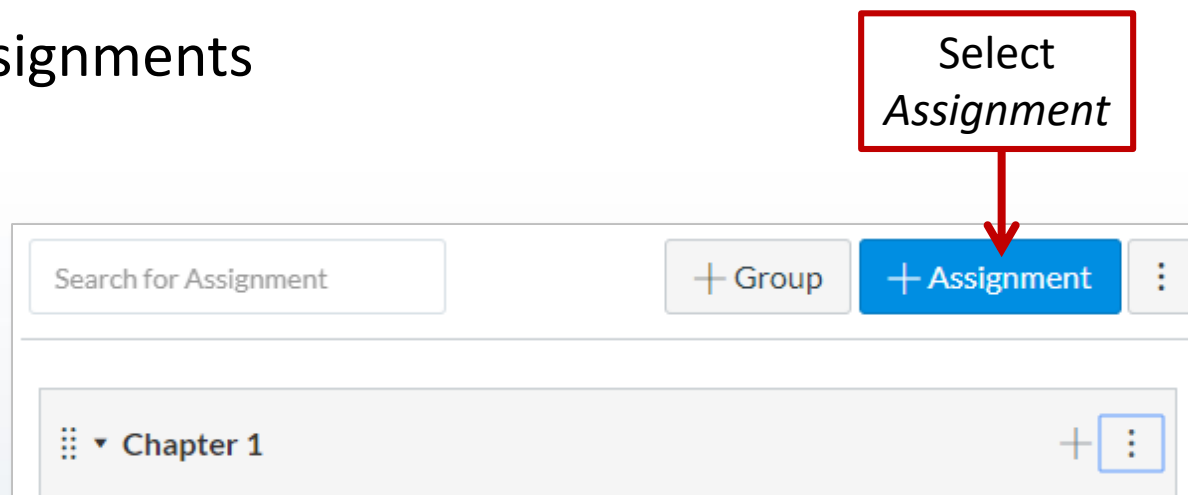 signments
Select
Assignment
Search for Assignment
+ Group
+ Assignment
Chapter 1